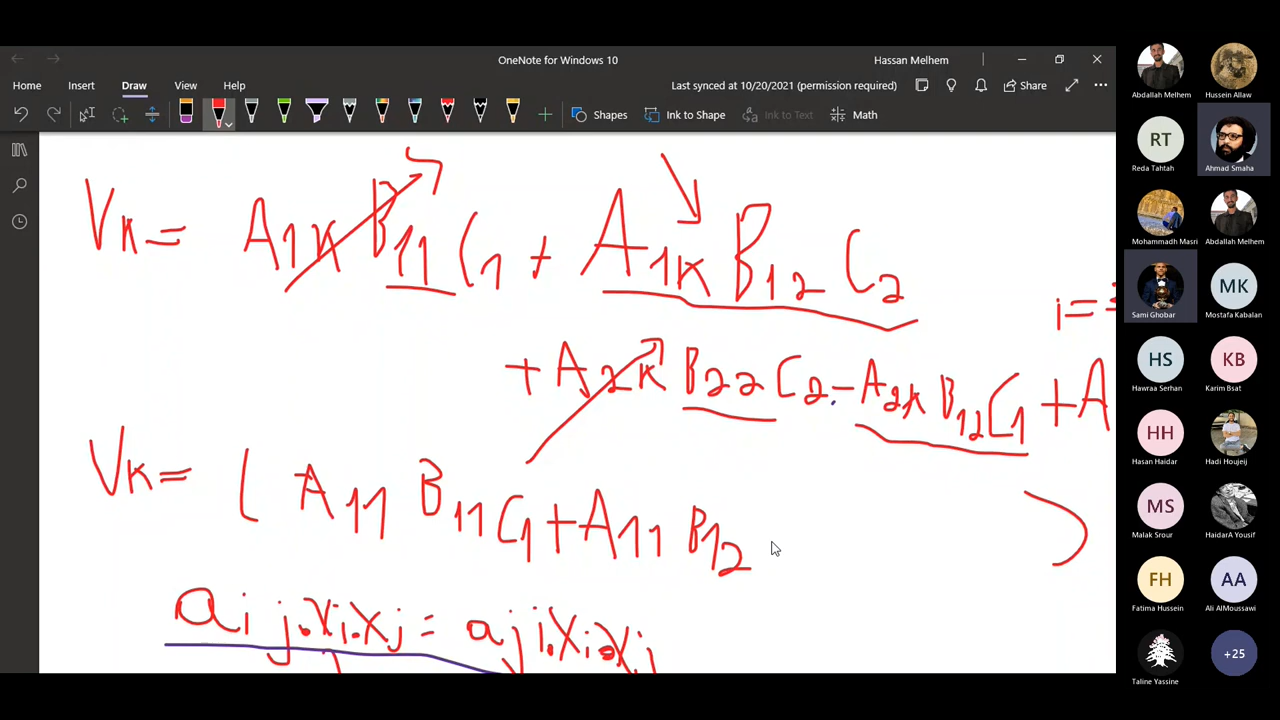 OneNote for Windows 10
Hassan Melhem
Home Insert Draw View Help
Last synced at 10/20/2021 (permission required)
Share
Shapes
Ink to Shape
Ink to Text
Math
VK= A1K B11 C1 + A1K B12 C2
i=
+ A2K B22 C2 - A2K B12 C1 + A
VK= ( A11 B11 C1 + A11 B12 )
aij.xi.xj = aji.xi.xj
Abdallah Melhem
Hussein Allaw
RT
Reda Tahtah
Ahmad Smaha
Mohammadh Masri
Abdallah Melhem
Sami Ghobar
MK
Mostafa Kabalan
HS
Hawraa Serhan
KB
Karim Bsat
HH
Hasan Haidar
Hadi Houjeij
MS
Malak Srour
HaidarA Yousif
FH
Fatima Hussein
AA
Ali AlMoussawi
Taline Yassine
+25